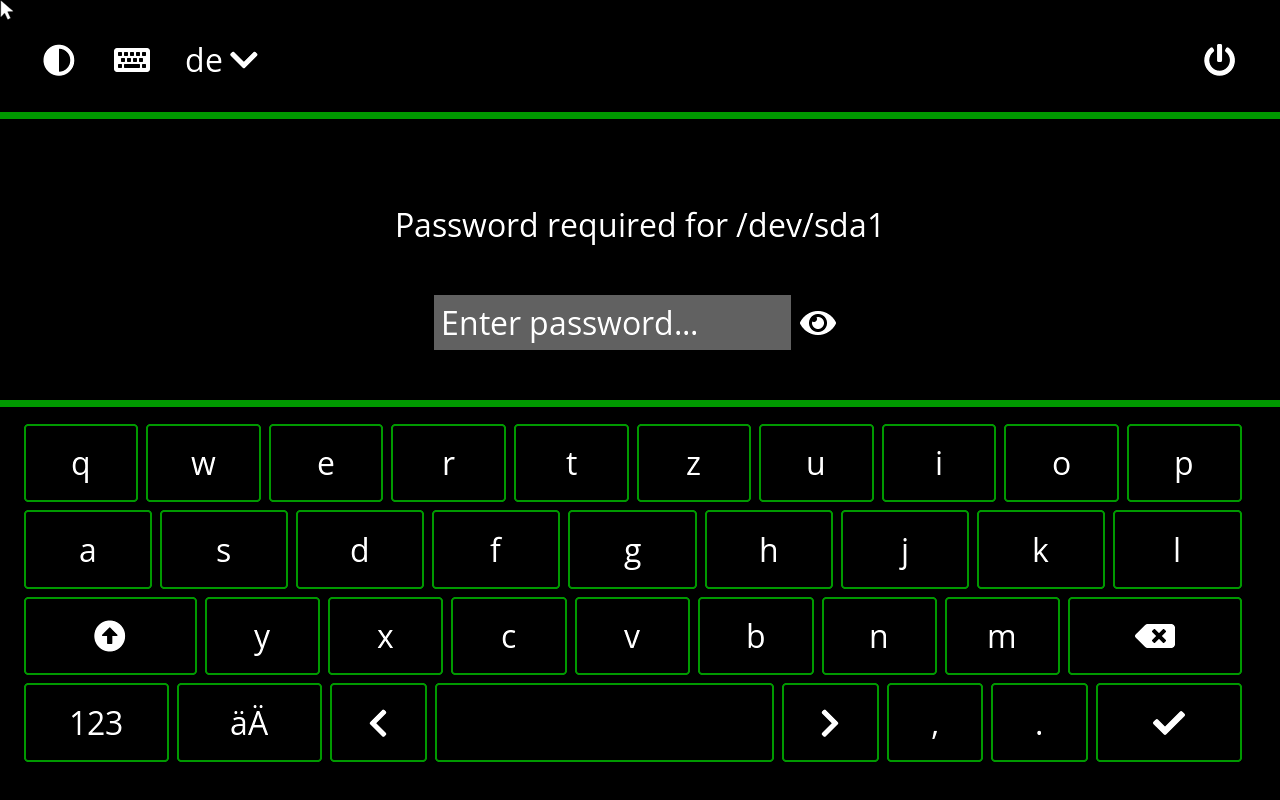 de
Password required for /dev/sda1
Enter password...
q w e r t z u i o p
a s d f g h j k l
y x c v b n m
123 äÄ , .